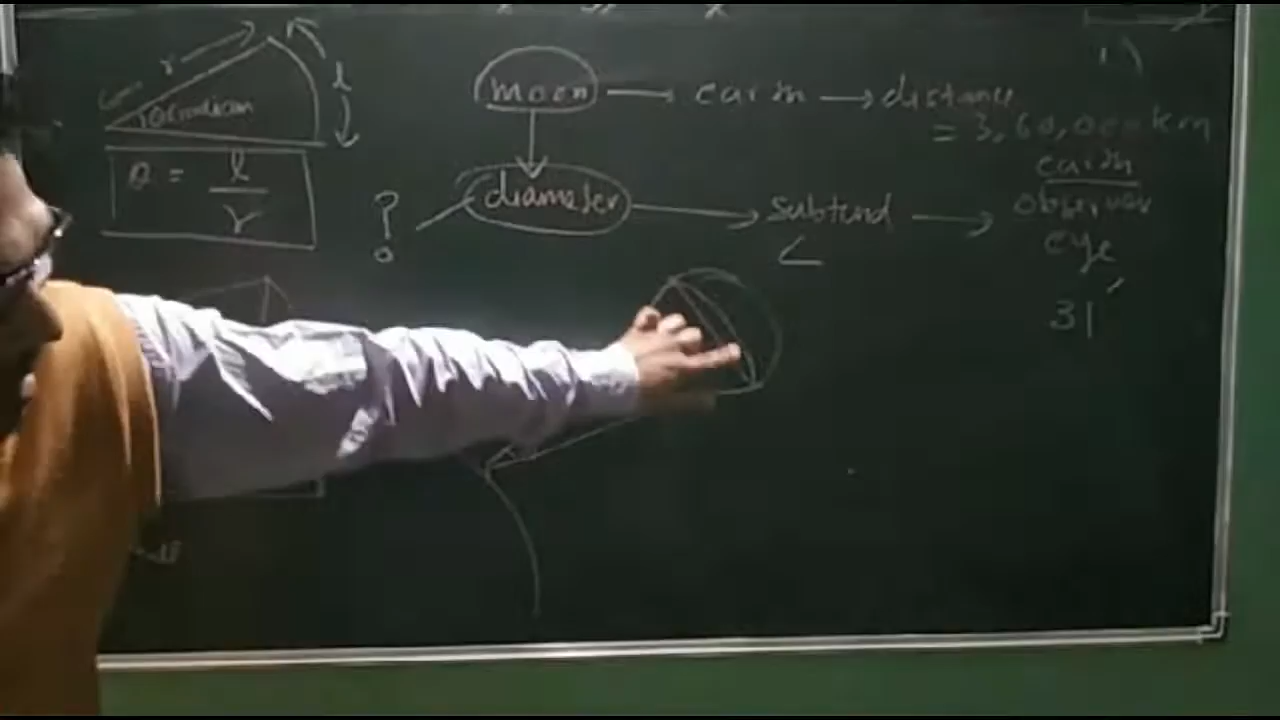 r
l
θ radian
θ = l / r
moon → earth → distance
= 3,60,000 km
? diameter → subtend → earth observer eye
∠
31′